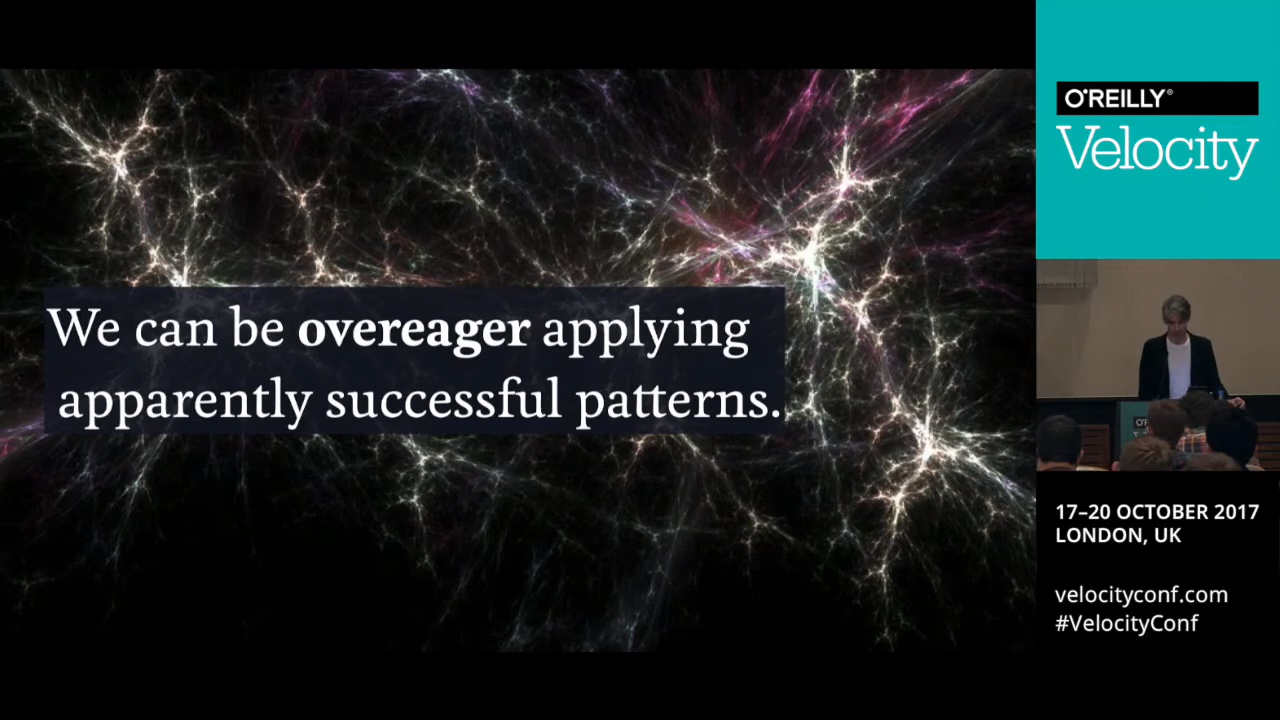 We can be overeager applying
apparently successful patterns.
O'REILLY®
Velocity
17–20 OCTOBER 2017
LONDON, UK
velocityconf.com
#VelocityConf